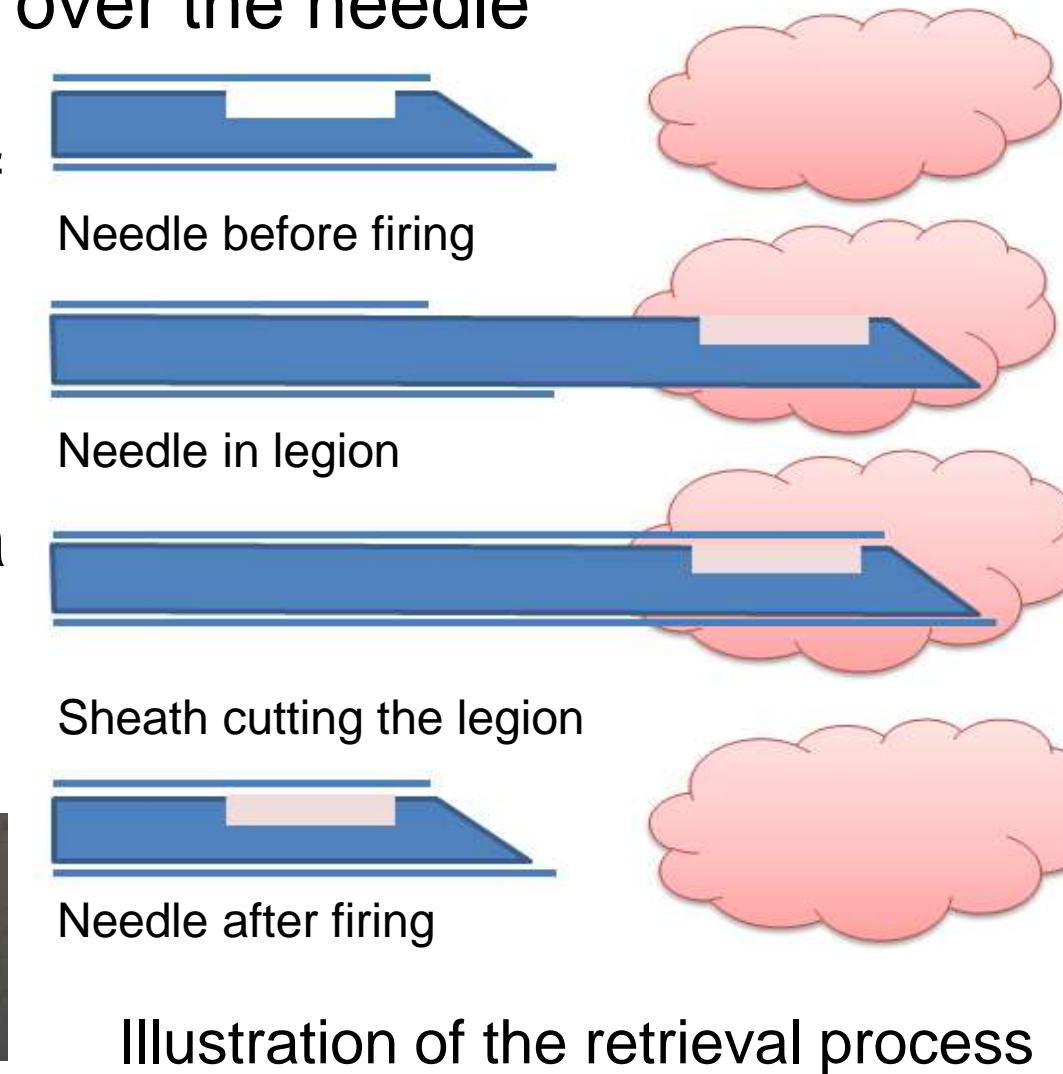 over the needle
Needle before firing
Needle in legion
Sheath cutting the legion
Needle after firing
Illustration of the retrieval process